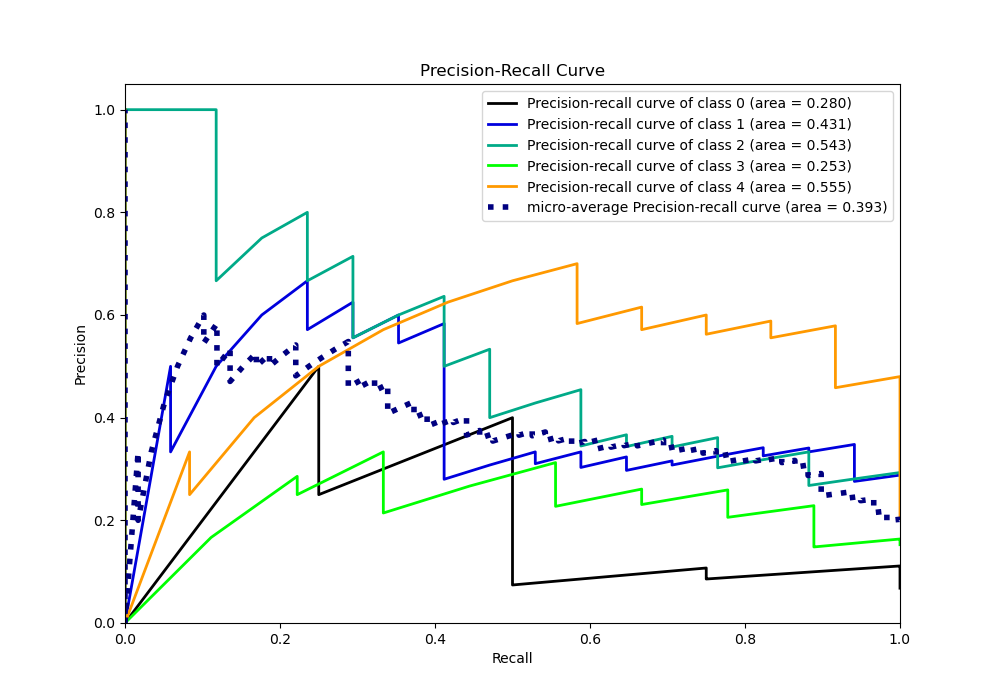 Precision-Recall Curve
Precision-recall curve of class 0 (area = 0.280)
Precision-recall curve of class 1 (area = 0.431)
Precision-recall curve of class 2 (area = 0.543)
Precision-recall curve of class 3 (area = 0.253)
Precision-recall curve of class 4 (area = 0.555)
micro-average Precision-recall curve (area = 0.393)
Precision
1.0
0.8
0.6
0.4
0.2
0.0
0.0 0.2 0.4 0.6 0.8 1.0
Recall